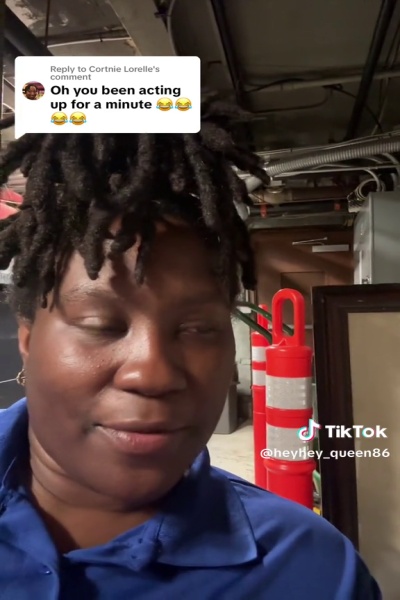 Reply to Cortnie Lorelle's
comment
Oh you been acting
up for a minute 😂😂
😂😂
TikTok
@heyhey_queen86